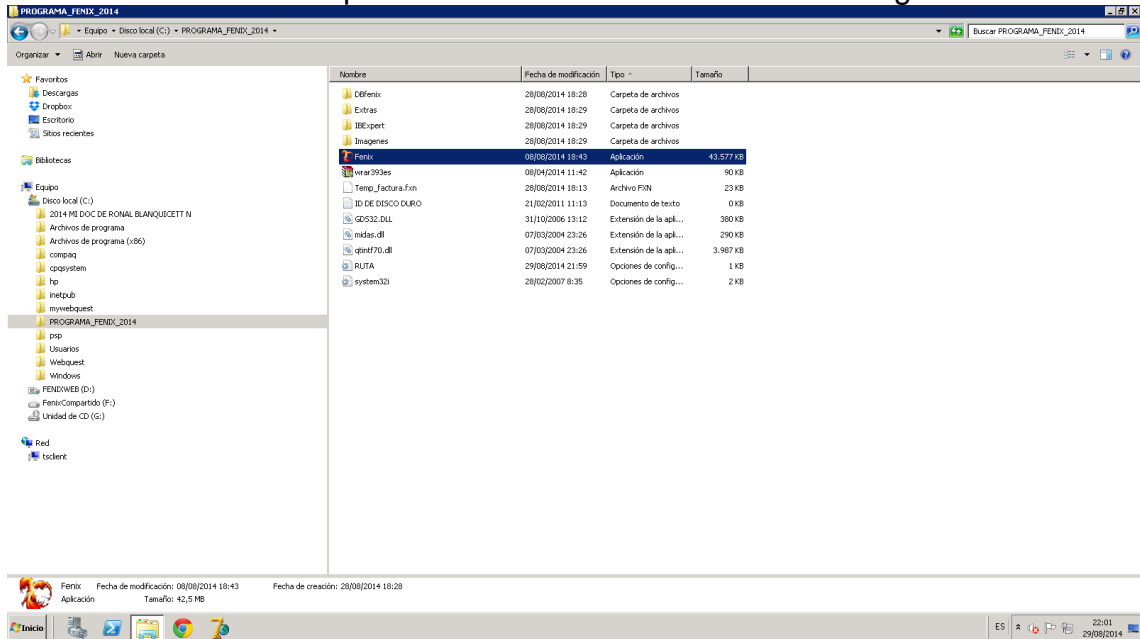 PROGRAMA_FENIX_2014
Equipo Disco local (C:) PROGRAMA_FENIX_2014
Buscar PROGRAMA_FENIX_2014
Organizar Abrir Nueva carpeta
Favoritos
Descargas
Dropbox
Escritorio
Sitios recientes
Bibliotecas
Equipo
Disco local (C:)
2014 MI DOC DE RONAL BLANQUICETT N
Archivos de programa
Archivos de programa (x86)
compaq
cpqsystem
hp
inetpub
mywebquest
PROGRAMA_FENIX_2014
psp
Usuarios
Webquest
Windows
FENIXWEB (D:)
FenixCompartido (F:)
Unidad de CD (G:)
Red
tsclient
Nombre Fecha de modificación Tipo Tamaño
DBfenix 28/08/2014 18:28 Carpeta de archivos
Extras 28/08/2014 18:29 Carpeta de archivos
IBExpert 28/08/2014 18:29 Carpeta de archivos
Imagenes 28/08/2014 18:29 Carpeta de archivos
Fenix 08/08/2014 18:43 Aplicación 43.577 KB
wrar393es 08/04/2014 11:42 Aplicación 90 KB
Temp_factura.fxn 28/08/2014 18:13 Archivo FXN 23 KB
ID DE DISCO DURO 21/02/2011 11:13 Documento de texto 0 KB
GDS32.DLL 31/10/2006 13:12 Extensión de la apli... 380 KB
midas.dll 07/03/2004 23:26 Extensión de la apli... 290 KB
qtintf70.dll 07/03/2004 23:26 Extensión de la apli... 3.987 KB
RUTA 29/08/2014 21:59 Opciones de config... 1 KB
system32i 28/02/2007 8:35 Opciones de config... 2 KB
Fenix Fecha de modificación: 08/08/2014 18:43 Fecha de creación: 28/08/2014 18:28
Aplicación Tamaño: 42,5 MB
Inicio
ES
22:01
29/08/2014